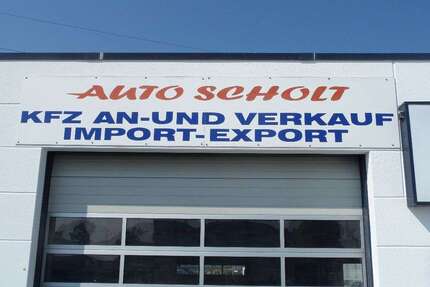 AUTO SCHOLT
KFZ AN-UND VERKAUF
IMPORT-EXPORT